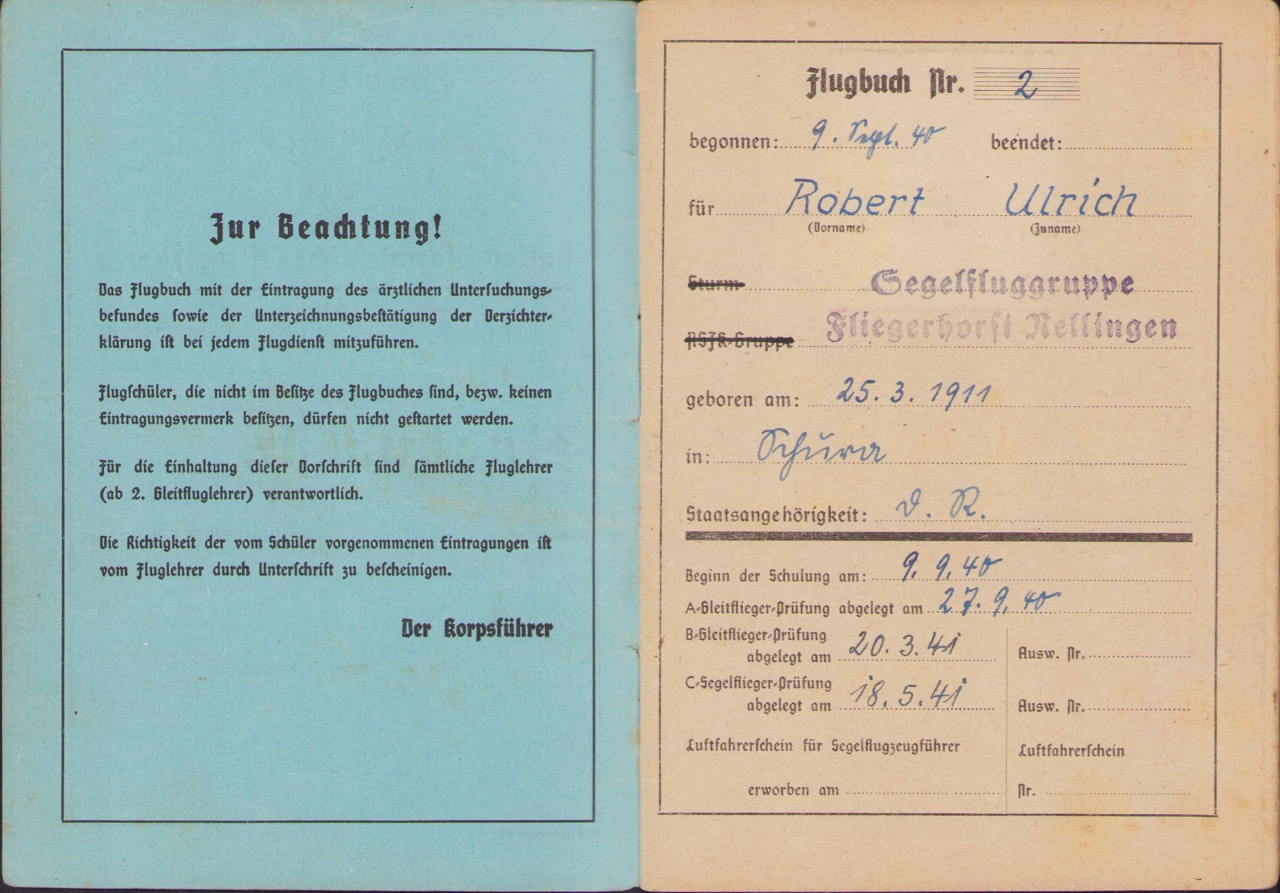 Zur Beachtung!
Das Flugbuch mit der Eintragung des ärztlichen Untersuchungs-
befundes sowie der Unterzeichnungsbestätigung der Verzichter-
klärung ist bei jedem Flugdienst mitzuführen.
Flugschüler, die nicht im Besitze des Flugbuches sind, bezw. keinen
Eintragungsvermerk besitzen, dürfen nicht gestartet werden.
Für die Einhaltung dieser Vorschrift sind sämtliche Fluglehrer
(ab 2. Gleitfluglehrer) verantwortlich.
Die Richtigkeit der vom Schüler vorgenommenen Eintragungen ist
vom Fluglehrer durch Unterschrift zu bescheinigen.
Der Korpsführer
Flugbuch Nr. 2
begonnen: 9. Sept. 40 beendet:
für Robert Ulrich
(Vorname) (Zuname)
Sturm Segelfluggruppe
NSFK-Gruppe Fliegerhorst Nellingen
geboren am: 25. 3. 1911
in: Schura
Staatsangehörigkeit: D. R.
Beginn der Schulung am: 9. 9. 40
A-Gleitflieger-Prüfung abgelegt am 27. 9. 40
B-Gleitflieger-Prüfung
abgelegt am 20. 3. 41 Ausw. Nr.
C-Segelflieger-Prüfung
abgelegt am 18. 5. 41 Ausw. Nr.
Luftfahrerschein für Segelflugzeugführer Luftfahrerschein
erworben am Nr.